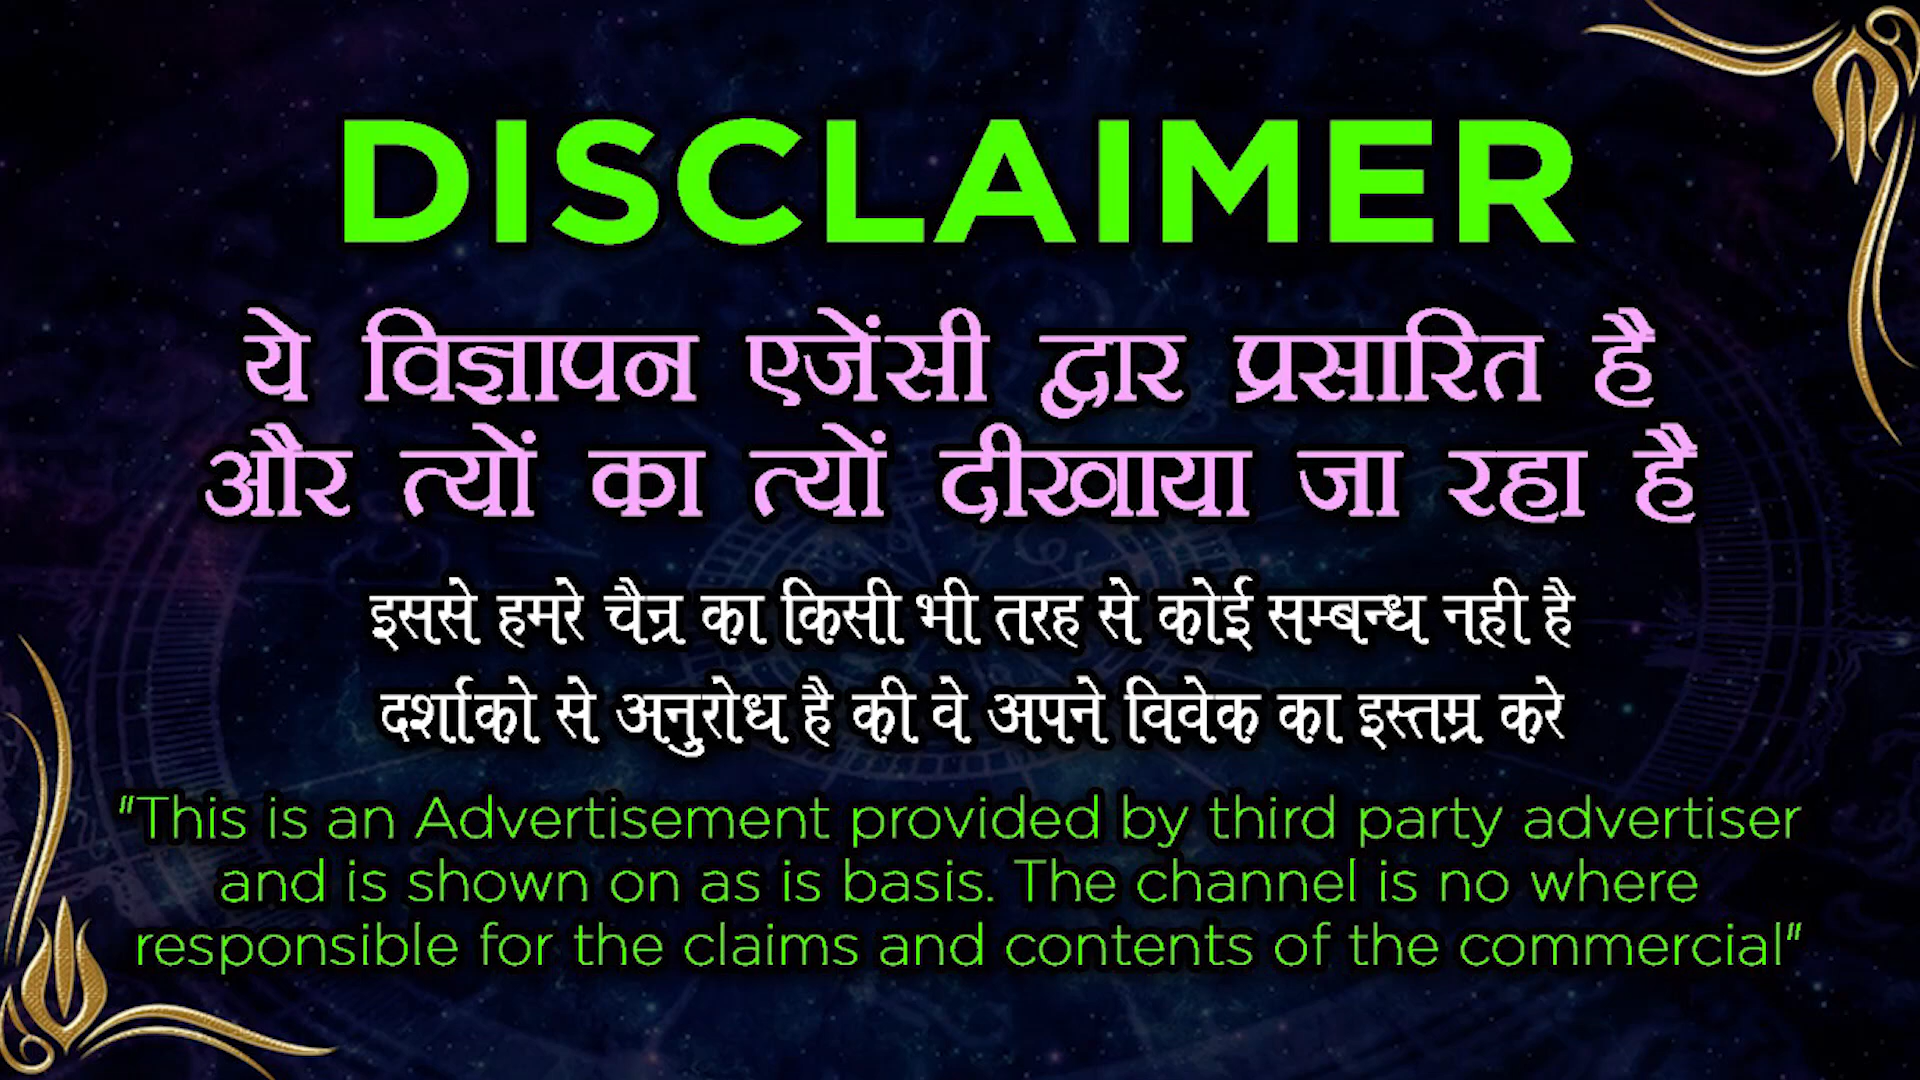 DISCLAIMER
ये विज्ञापन एजेंसी द्वार प्रसारित है
और त्यों का त्यों दीखाया जा रहा है
इससे हमरे चैन्र का किसी भी तरह से कोई सम्बन्ध नही है
दर्शाको से अनुरोध है की वे अपने विवेक का इस्तम्र करे
"This is an Advertisement provided by third party advertiser
and is shown on as is basis. The channel is no where
responsible for the claims and contents of the commercial"